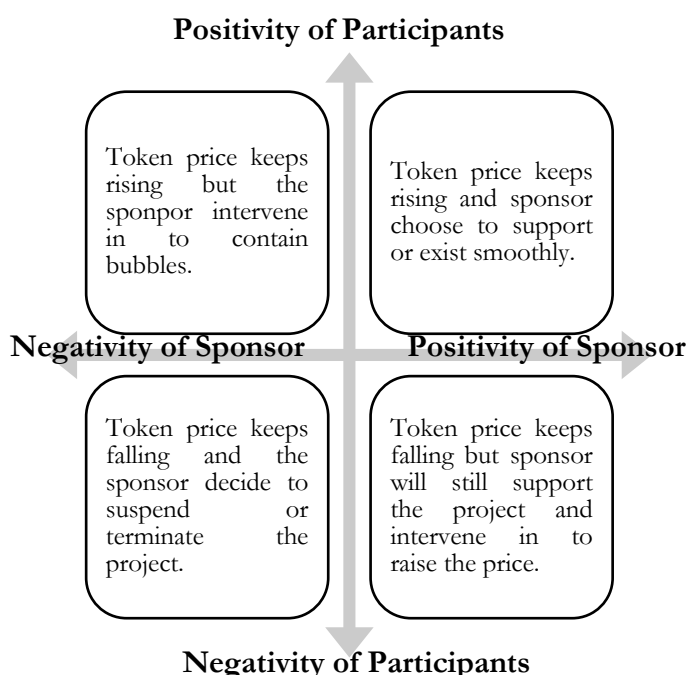 Positivity of Participants
Token price keeps
rising but the
sponpor intervene
in to contain
bubbles.
Token price keeps
rising and sponsor
choose to support
or exist smoothly.
Negativity of Sponsor
Positivity of Sponsor
Token price keeps
falling and the
sponsor decide to
suspend or
terminate the
project.
Token price keeps
falling but sponsor
will still support
the project and
intervene in to
raise the price.
Negativity of Participants